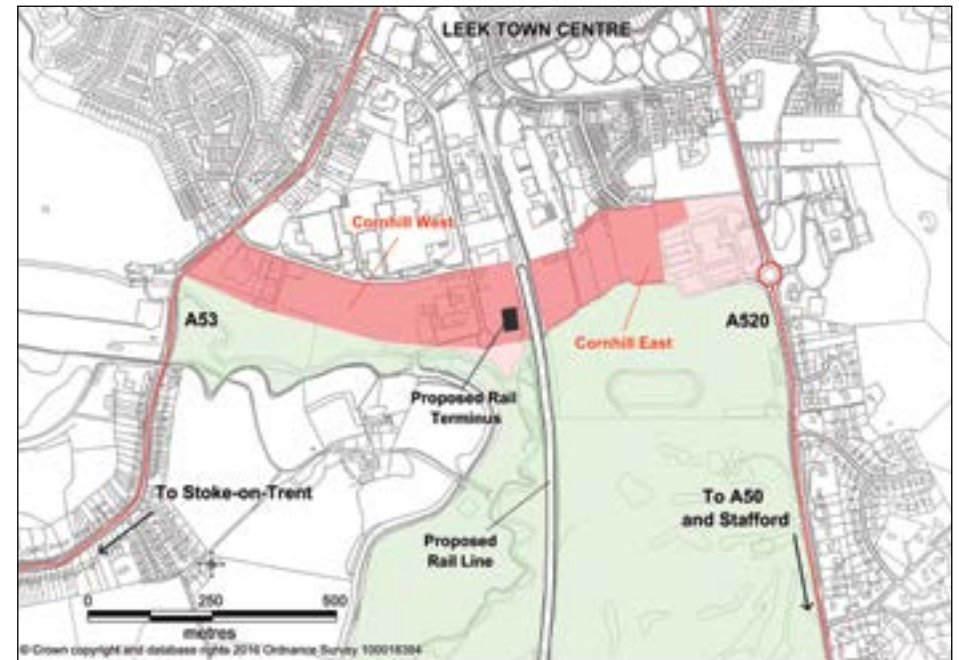 LEEK TOWN CENTRE
Cornhill West
A53
A520
Cornhill East
Proposed Rail
Terminus
To Stoke-on-Trent
To A50
and Stafford
Proposed
Rail Line
0 250 500
metres
© Crown copyright and database rights 2016 Ordnance Survey 100018384